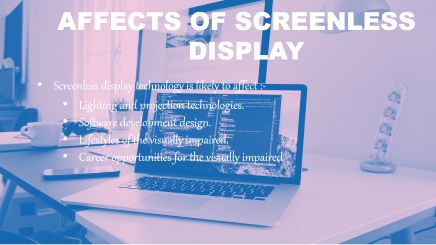 AFFECTS OF SCREENLESS
DISPLAY
• Screenless display technology is likely to affect :-
• Lighting and projection technologies.
• Software development design.
• Lifestyles of the visually impaired.
• Career opportunities for the visually impaired.